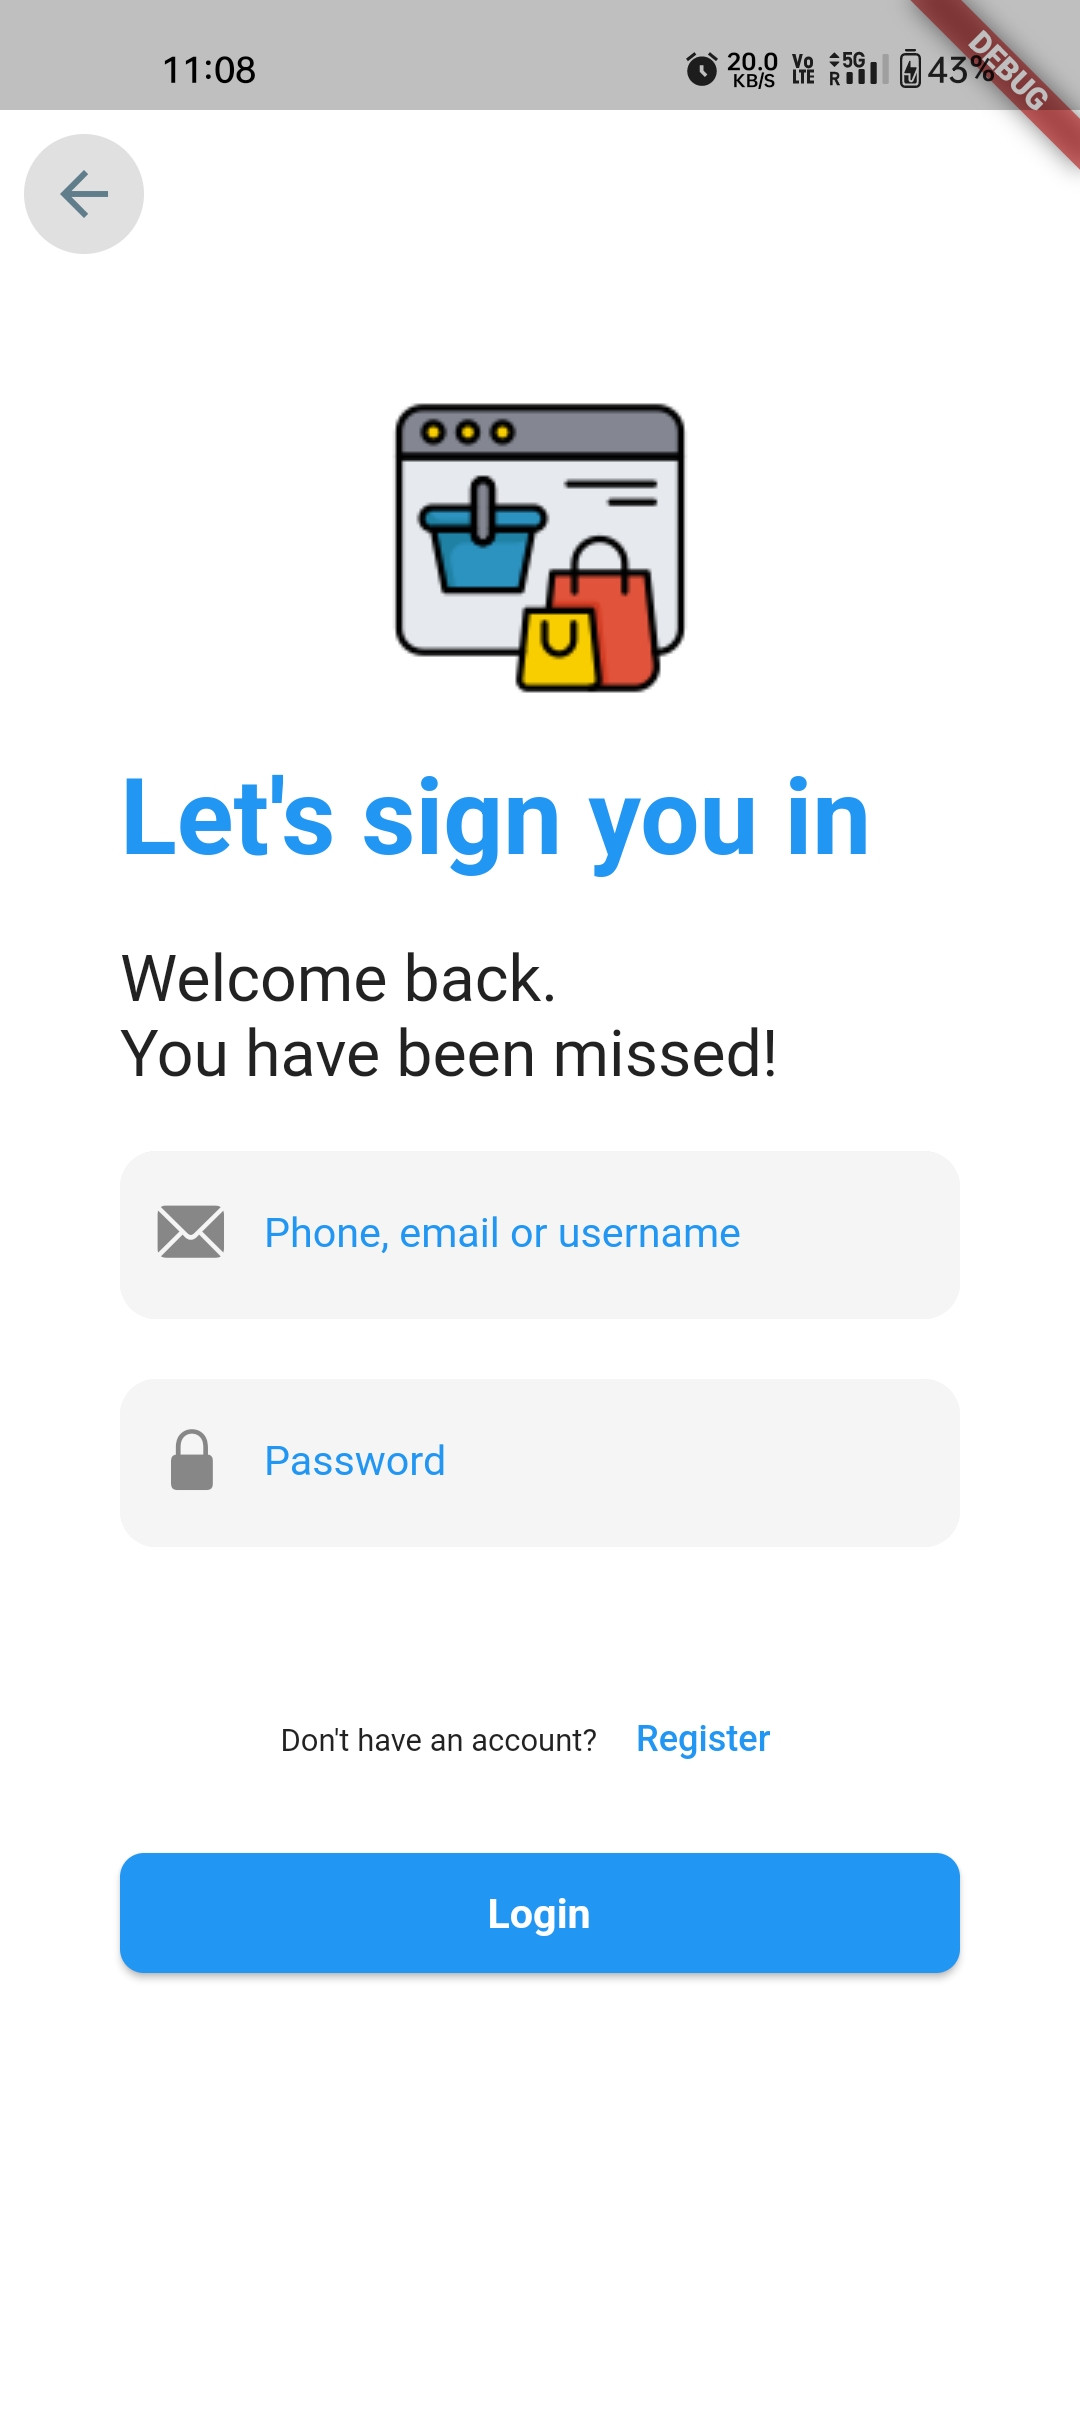 11:08
20.0
KB/S
Vo
LTE
5G
R
43%
DEBUG
Let's sign you in
Welcome back.
You have been missed!
Phone, email or username
Password
Don't have an account? Register
Login